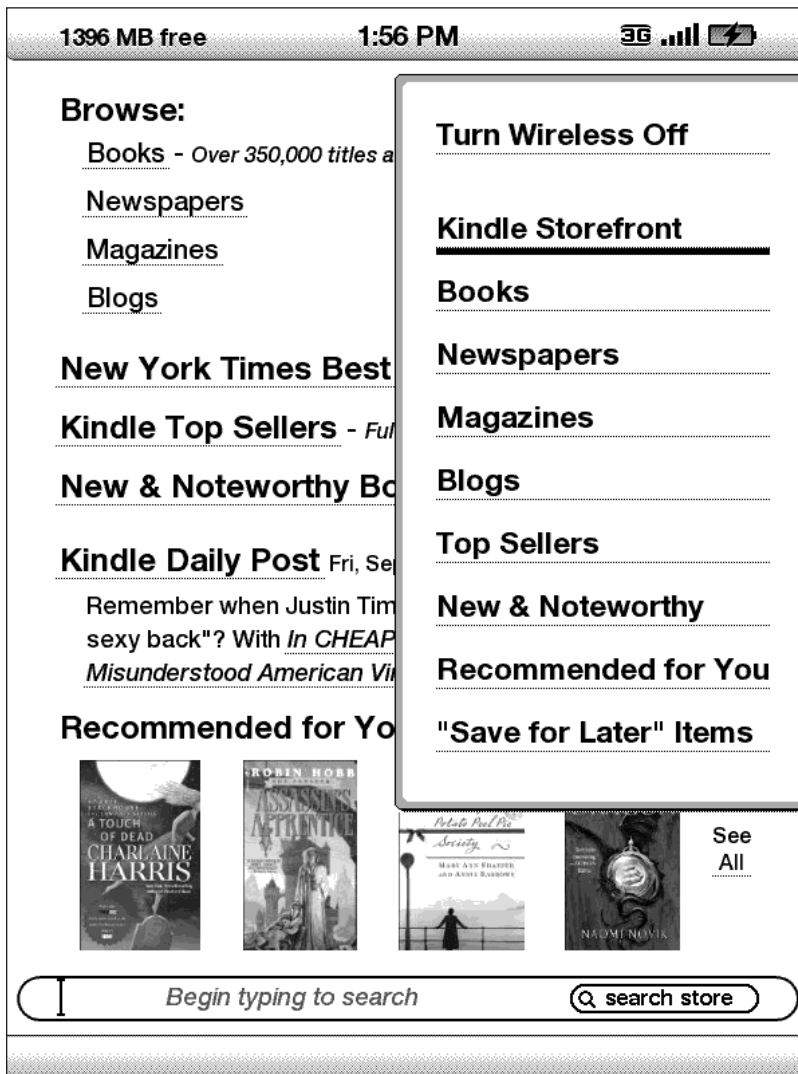 1396 MB free 1:56 PM 3G
Browse:
Books - Over 350,000 titles a
Newspapers
Magazines
Blogs
New York Times Best
Kindle Top Sellers - Ful
New & Noteworthy Bo
Kindle Daily Post Fri, Sep
Remember when Justin Tim
sexy back"? With In CHEAP
Misunderstood American Vi
Recommended for Yo
Turn Wireless Off
Kindle Storefront
Books
Newspapers
Magazines
Blogs
Top Sellers
New & Noteworthy
Recommended for You
"Save for Later" Items
A TOUCH
OF DEAD
CHARLAINE
HARRIS
ROBIN HOBB
ASSASSIN'S
APPRENTICE
Potato Peel Pie
Society
MARY ANN SHAFFER
AND ANNIE BARROWS
NAOMI NOVIK
See
All
Begin typing to search
search store